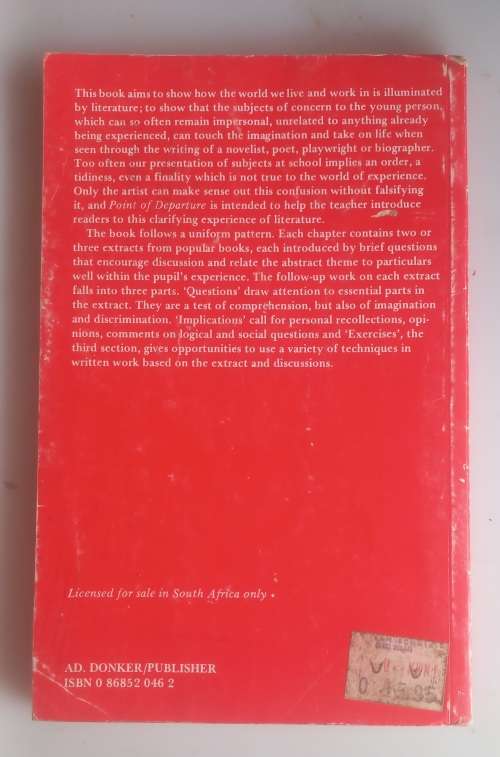 This book aims to show how the world we live and work in is illuminated
by literature; to show that the subjects of concern to the young person,
which can so often remain impersonal, unrelated to anything already
being experienced, can touch the imagination and take on life when
seen through the writing of a novelist, poet, playwright or biographer.
Too often our presentation of subjects at school implies an order, a
tidiness, even a finality which is not true to the world of experience.
Only the artist can make sense out this confusion without falsifying
it, and Point of Departure is intended to help the teacher introduce
readers to this clarifying experience of literature.
The book follows a uniform pattern. Each chapter contains two or
three extracts from popular books, each introduced by brief questions
that encourage discussion and relate the abstract theme to particulars
well within the pupil's experience. The follow-up work on each extract
falls into three parts. 'Questions' draw attention to essential parts in
the extract. They are a test of comprehension, but also of imagination
and discrimination. 'Implications' call for personal recollections, opi-
nions, comments on logical and social questions and 'Exercises', the
third section, gives opportunities to use a variety of techniques in
written work based on the extract and discussions.
Licensed for sale in South Africa only
AD. DONKER/PUBLISHER
ISBN 0 86852 046 2